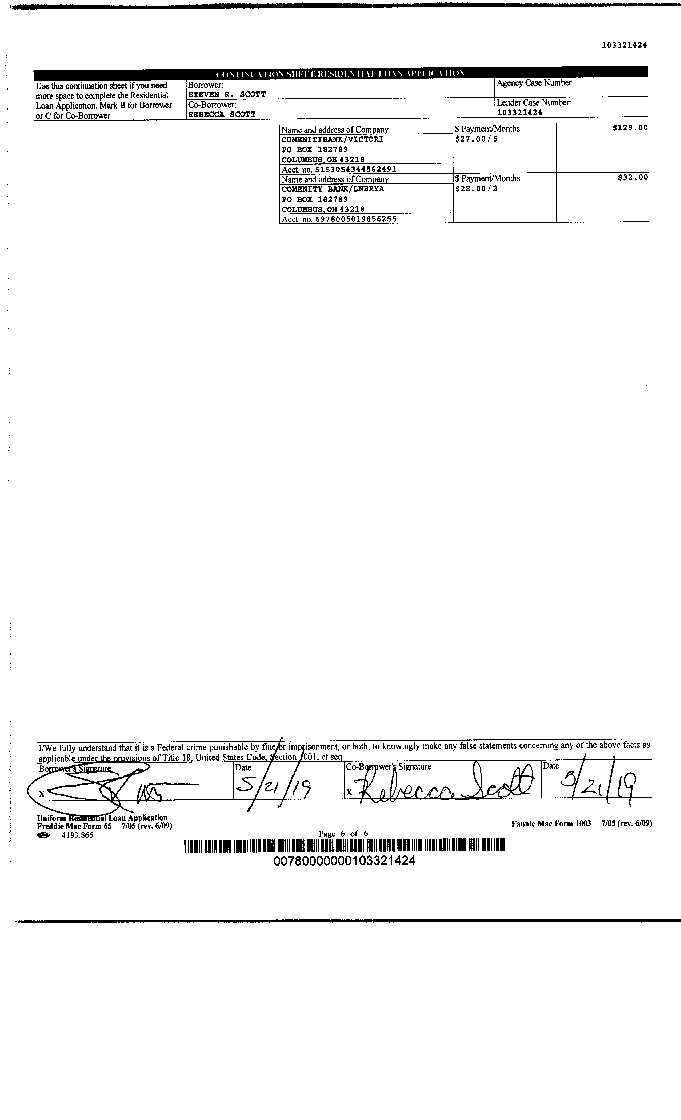 103321424
CONTINUATION SHEET/RESIDENTIAL LOAN APPLICATION
Use this continuation sheet if you need
more space to complete the Residential
Loan Application. Mark B for Borrower
or C for Co-Borrower
Borrower:
STEVEN R. SCOTT
Co-Borrower:
REBECCA SCOTT
Agency Case Number
Lender Case Number
103321424
Name and address of Company
COMENITYBANK/VICTORI
PO BOX 182789
COLUMBUS, OH 43218
Acct. no. 5153054344562491
$ Payment/Months
$27.00/5
$129.00
Name and address of Company
COMENITY BANK/LNBRYA
PO BOX 182789
COLUMBUS, OH 43218
Acct. no. 6978005019856255
$ Payment/Months
$28.00/2
$32.00
I/We fully understand that it is a Federal crime punishable by fine or imprisonment, or both, to knowingly make any false statements concerning any of the above facts as
applicable under the provisions of Title 18, United States Code, Section 1001, et seq
Borrower's Signature
X
Date
5/21/19
Co-Borrower's Signature
X Rebecca Scott
Date
5/21/19
Uniform Residential Loan Application
Freddie Mac Form 65 7/05 (rev. 6/09)
4193.865
Page 6 of 6
Fannie Mae Form 1003 7/05 (rev. 6/09)
00780000000103321424